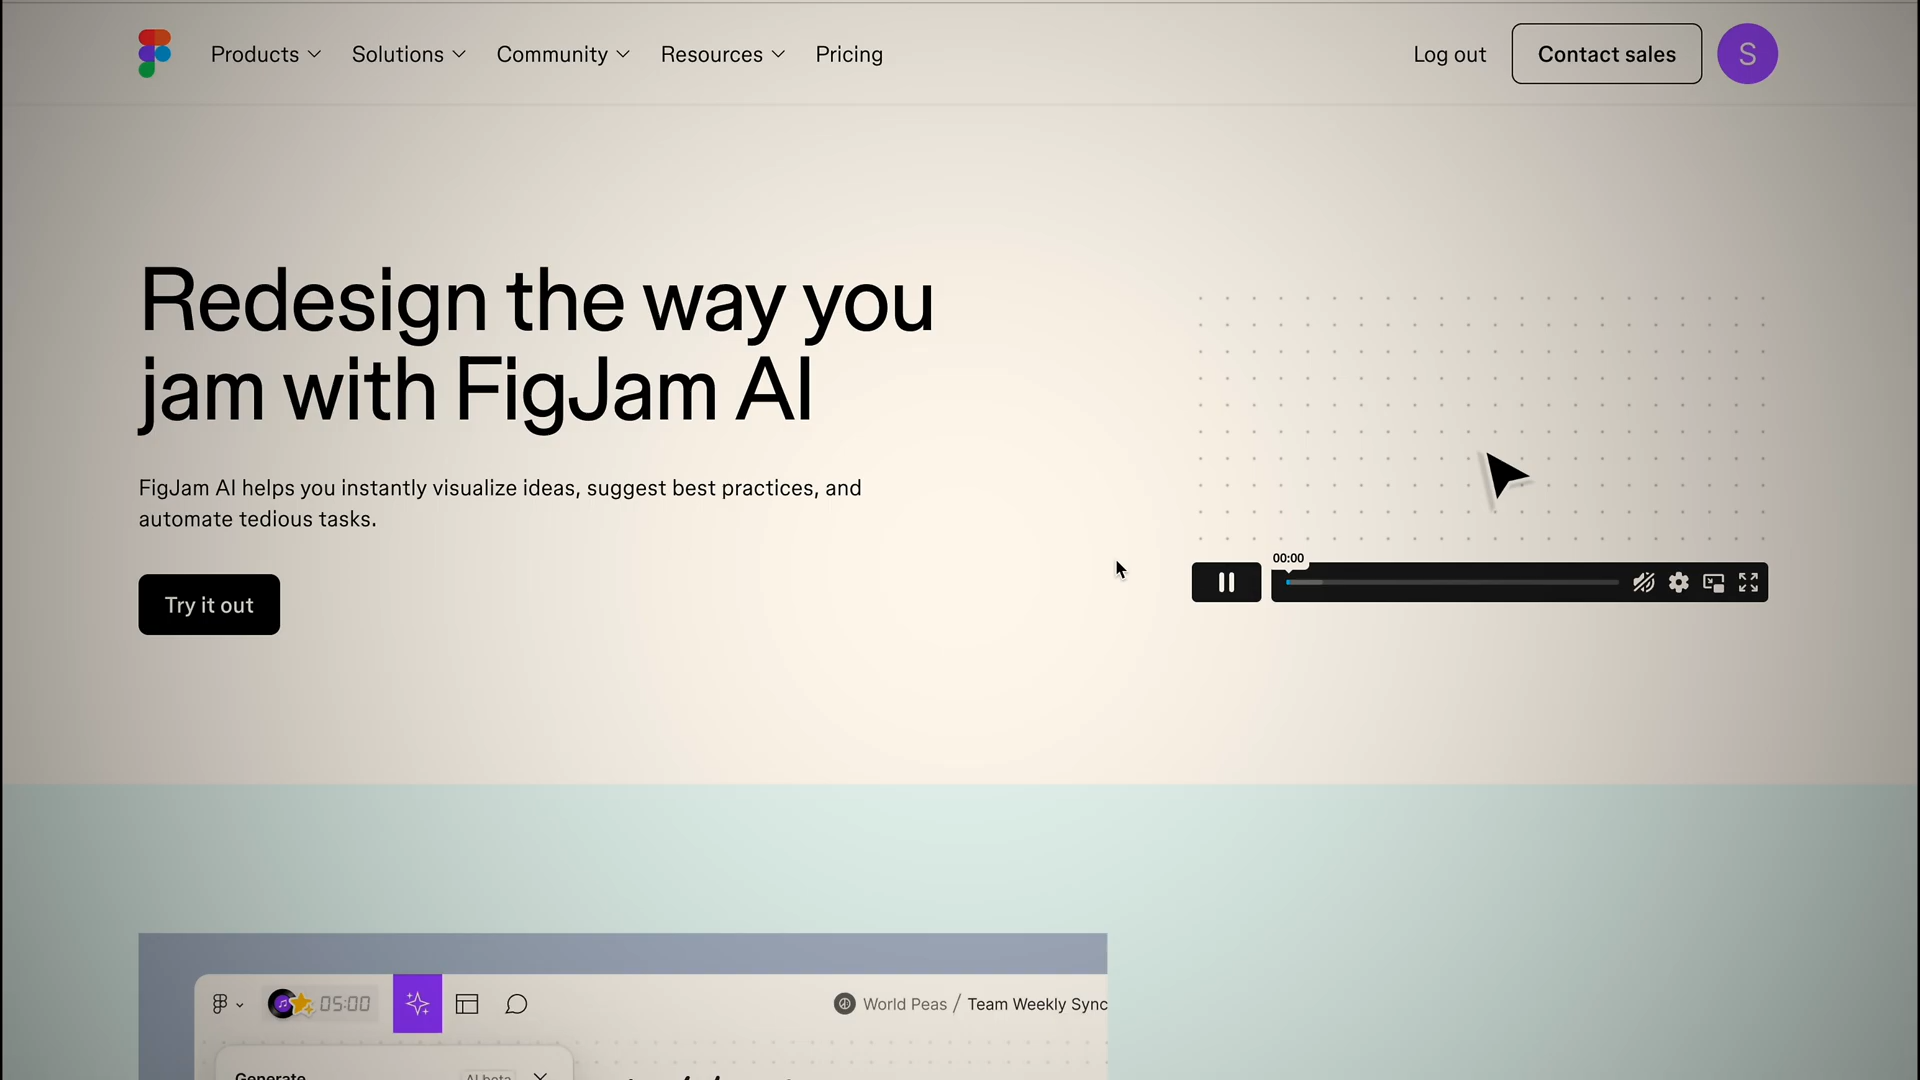 Products
Solutions
Community
Resources
Pricing
Log out
Contact sales
S
Redesign the way you
jam with FigJam AI
FigJam AI helps you instantly visualize ideas, suggest best practices, and
automate tedious tasks.
Try it out
00:00
05:00
World Peas / Team Weekly Sync
Generate
AI beta